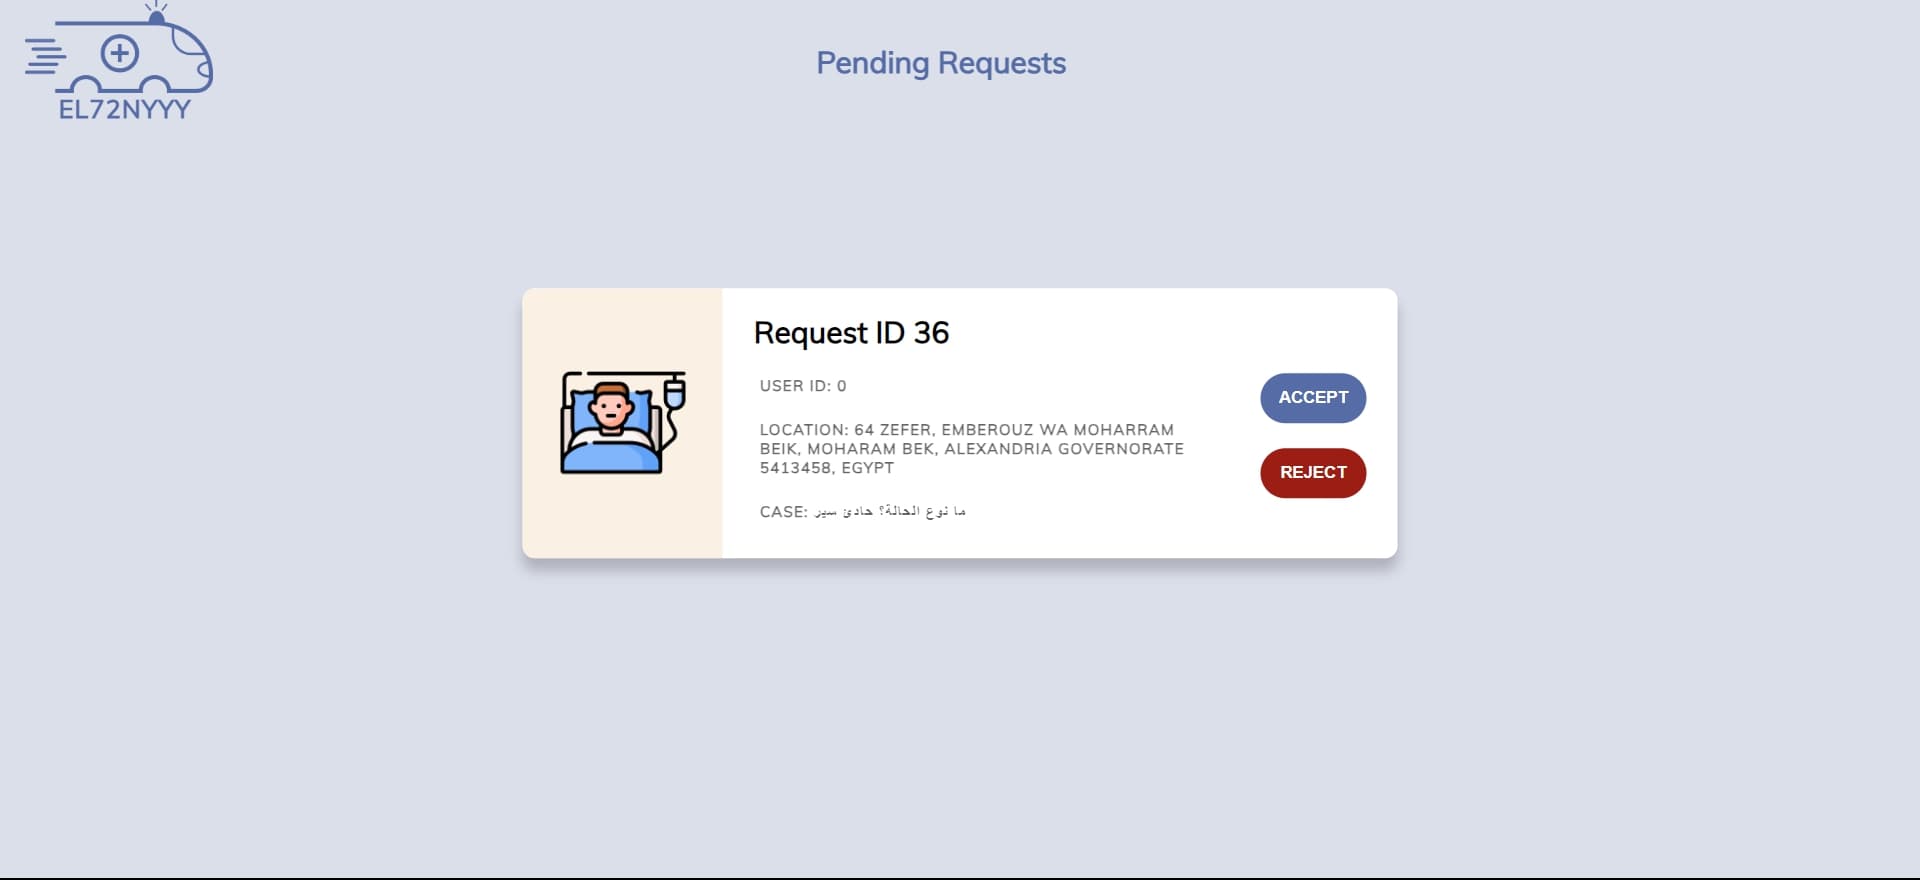 EL72NYYY
Pending Requests
Request ID 36
USER ID: 0
LOCATION: 64 ZEFER, EMBEROUZ WA MOHARRAM
BEIK, MOHARAM BEK, ALEXANDRIA GOVERNORATE
5413458, EGYPT
CASE: ما نوع الحالة؟ حادئ سير
ACCEPT
REJECT